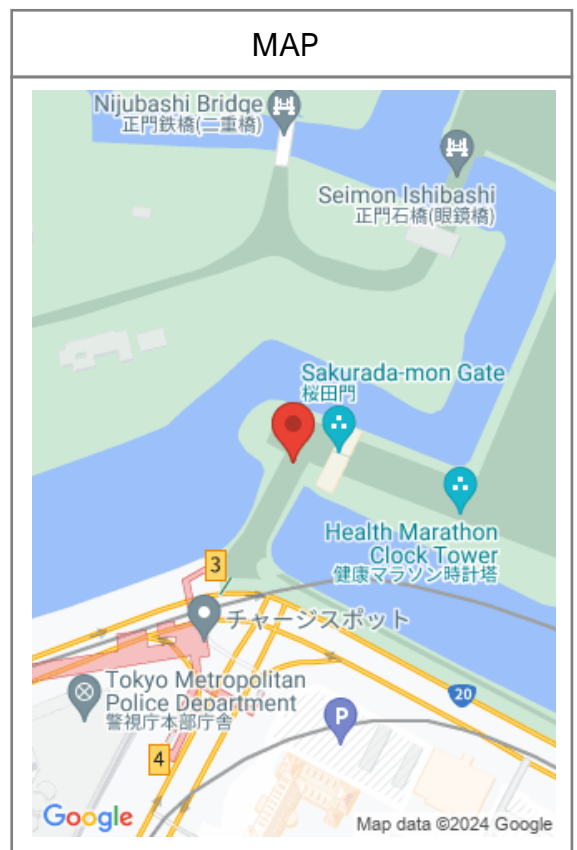 MAP
Nijubashi Bridge
正門鉄橋(二重橋)
Seimon Ishibashi
正門石橋(眼鏡橋)
Sakurada-mon Gate
桜田門
Health Marathon
Clock Tower
健康マラソン時計塔
3
チャージスポット
Tokyo Metropolitan
Police Department
警視庁本部庁舎
20
P
4
Google
Map data ©2024 Google